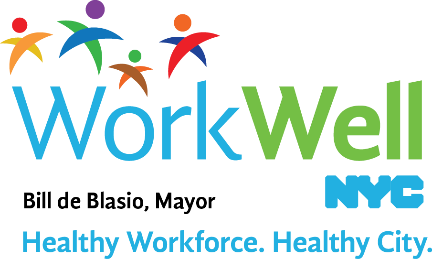 WorkWell
NYC
Bill de Blasio, Mayor
Healthy Workforce. Healthy City.